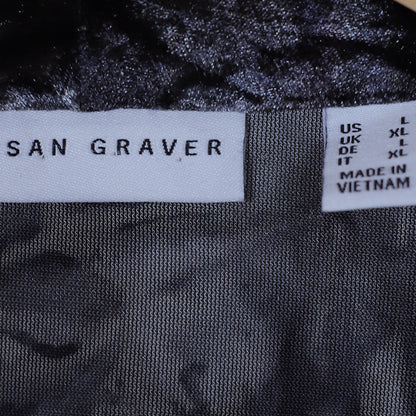 SAN GRAVER
US L
UK XL
DE L
IT XL
MADE IN
VIETNAM